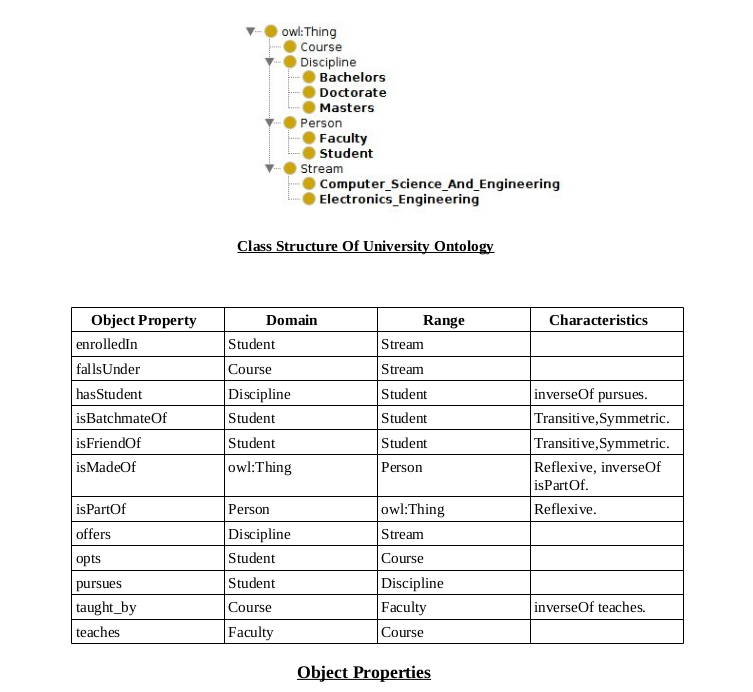 owl:Thing
Course
Discipline
Bachelors
Doctorate
Masters
Person
Faculty
Student
Stream
Computer_Science_And_Engineering
Electronics_Engineering
Class Structure Of University Ontology
Object Property Domain Range Characteristics
enrolledIn Student Stream
fallsUnder Course Stream
hasStudent Discipline Student inverseOf pursues.
isBatchmateOf Student Student Transitive,Symmetric.
isFriendOf Student Student Transitive,Symmetric.
isMadeOf owl:Thing Person Reflexive, inverseOf
isPartOf.
isPartOf Person owl:Thing Reflexive.
offers Discipline Stream
opts Student Course
pursues Student Discipline
taught_by Course Faculty inverseOf teaches.
teaches Faculty Course
Object Properties